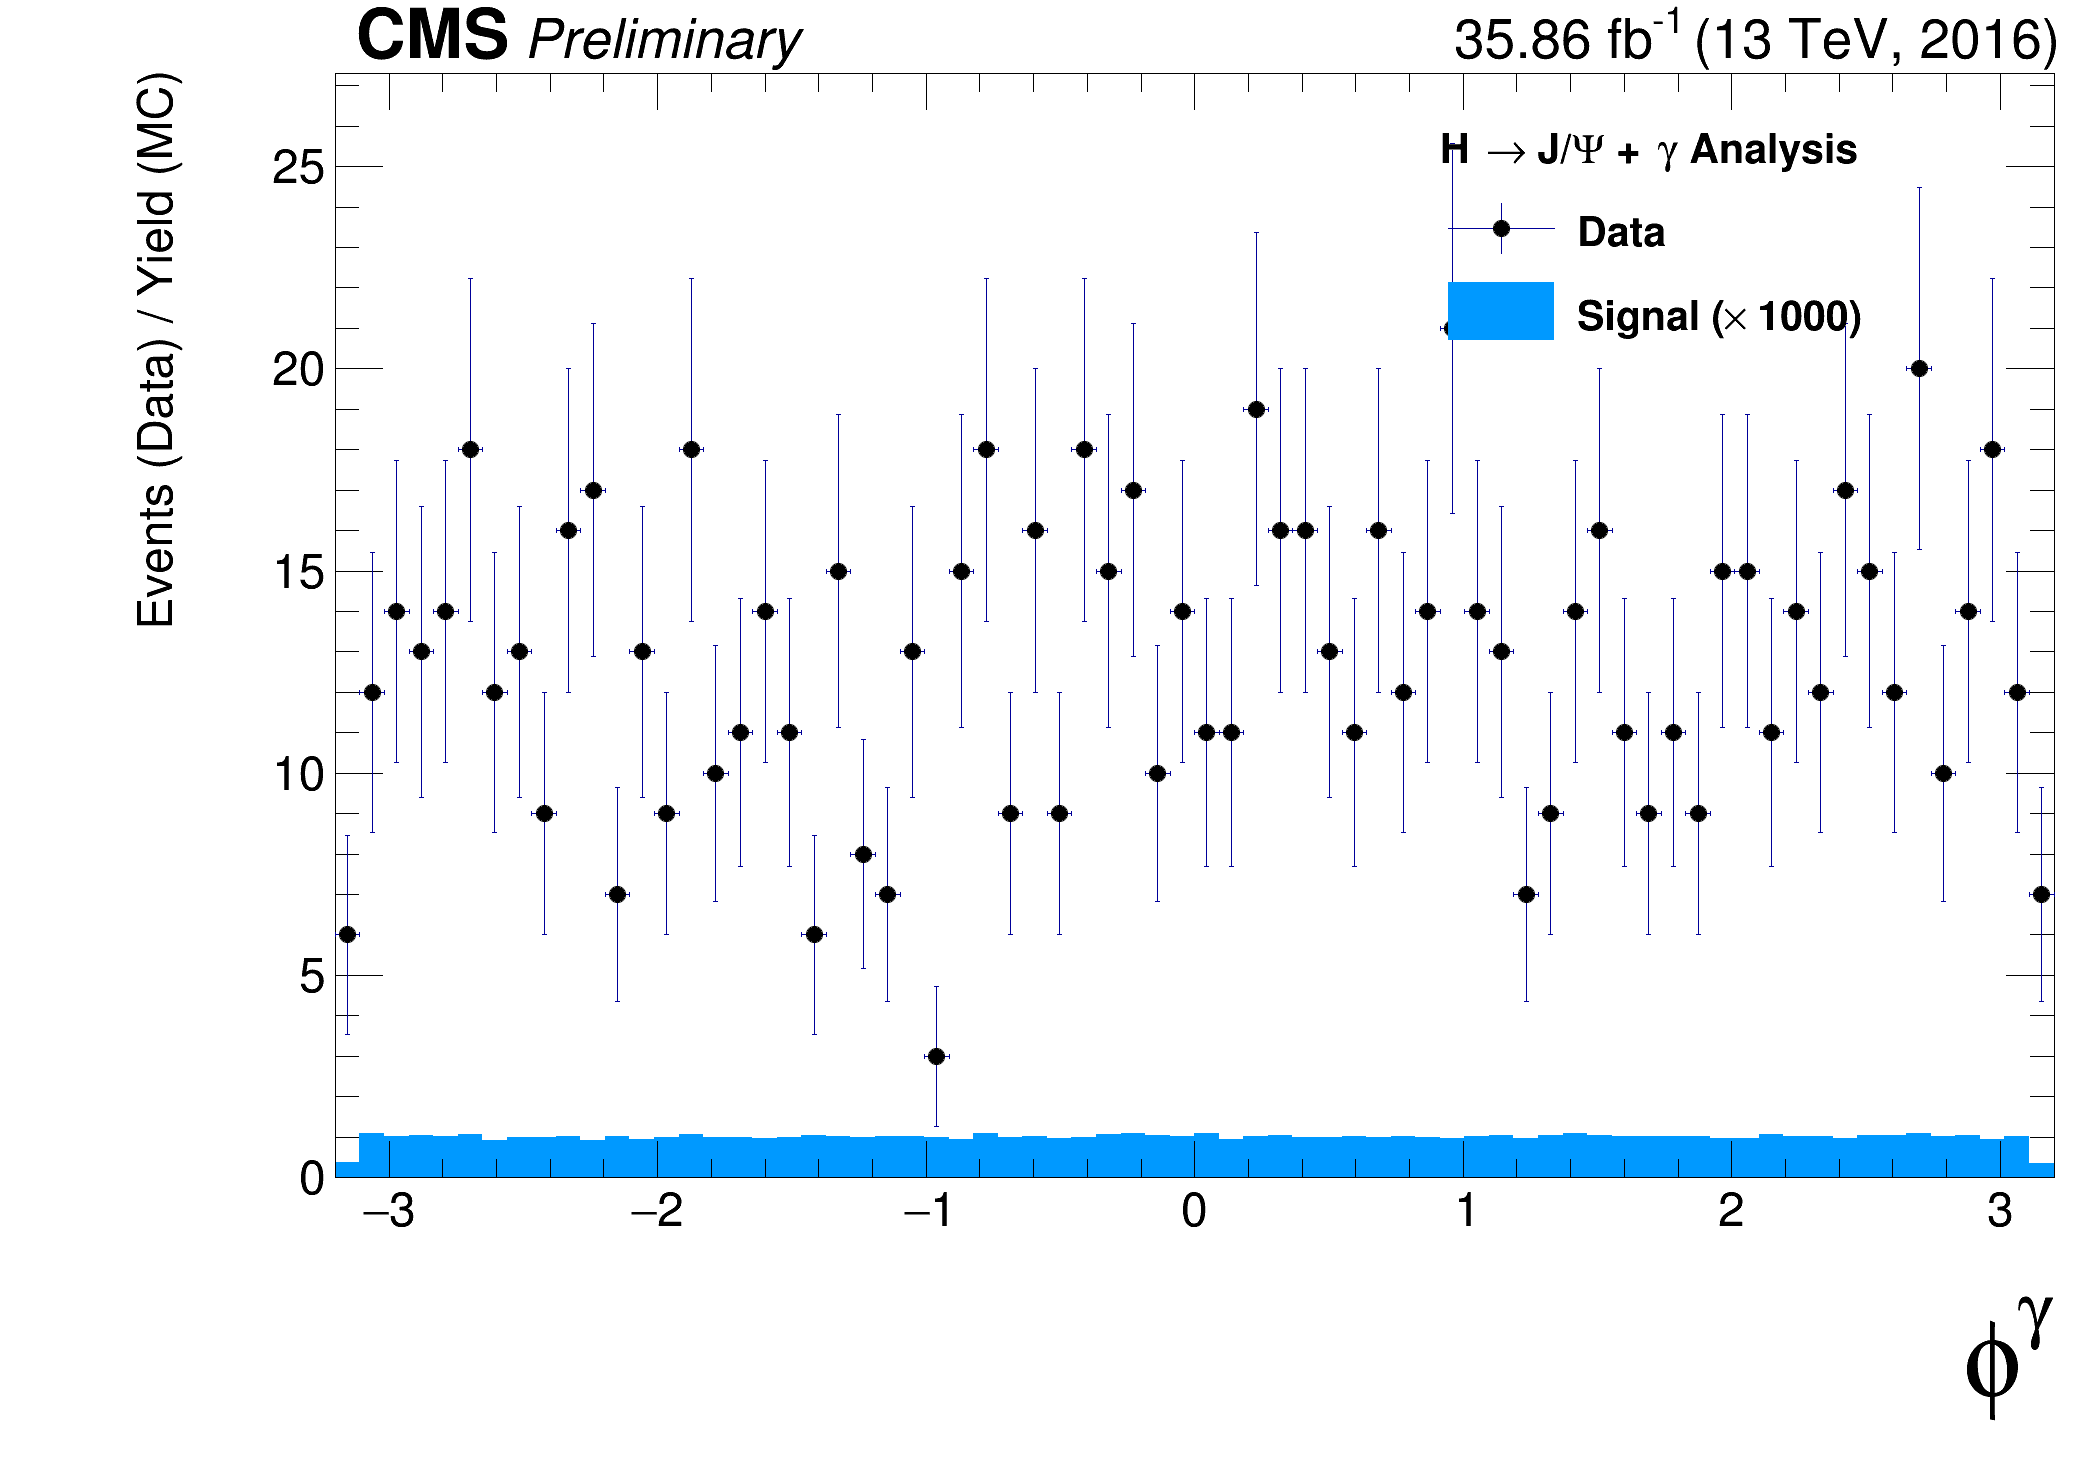 CMS Preliminary 35.86 fb⁻¹ (13 TeV, 2016)
Events (Data) / Yield (MC)
H → J/Ψ + γ Analysis
Data
Signal (× 1000)
25
20
15
10
5
0
−3 −2 −1 0 1 2 3
ϕ^γ